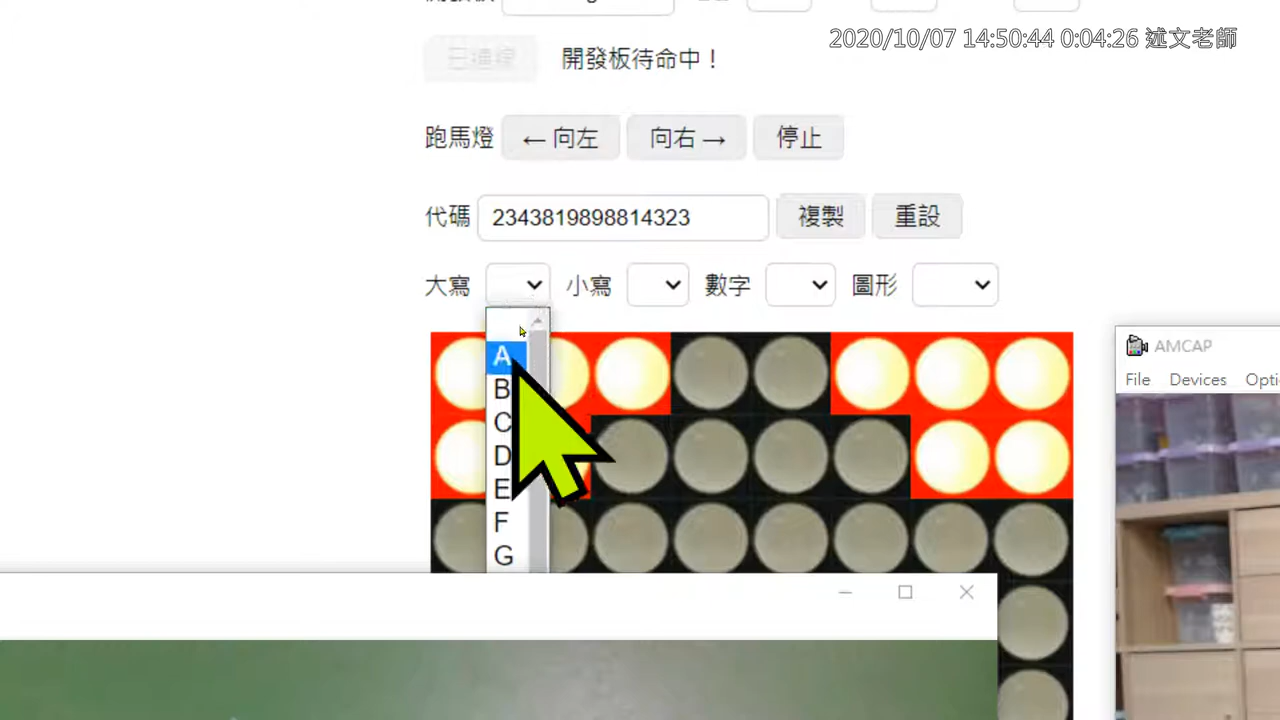 2020/10/07 14:50:44 0:04:26 述文老師
開發板待命中！
跑馬燈 ← 向左 向右 → 停止
代碼 2343819898814323 複製 重設
大寫 小寫 數字 圖形
A
B
C
D
E
F
G
AMCAP
File Devices Opti